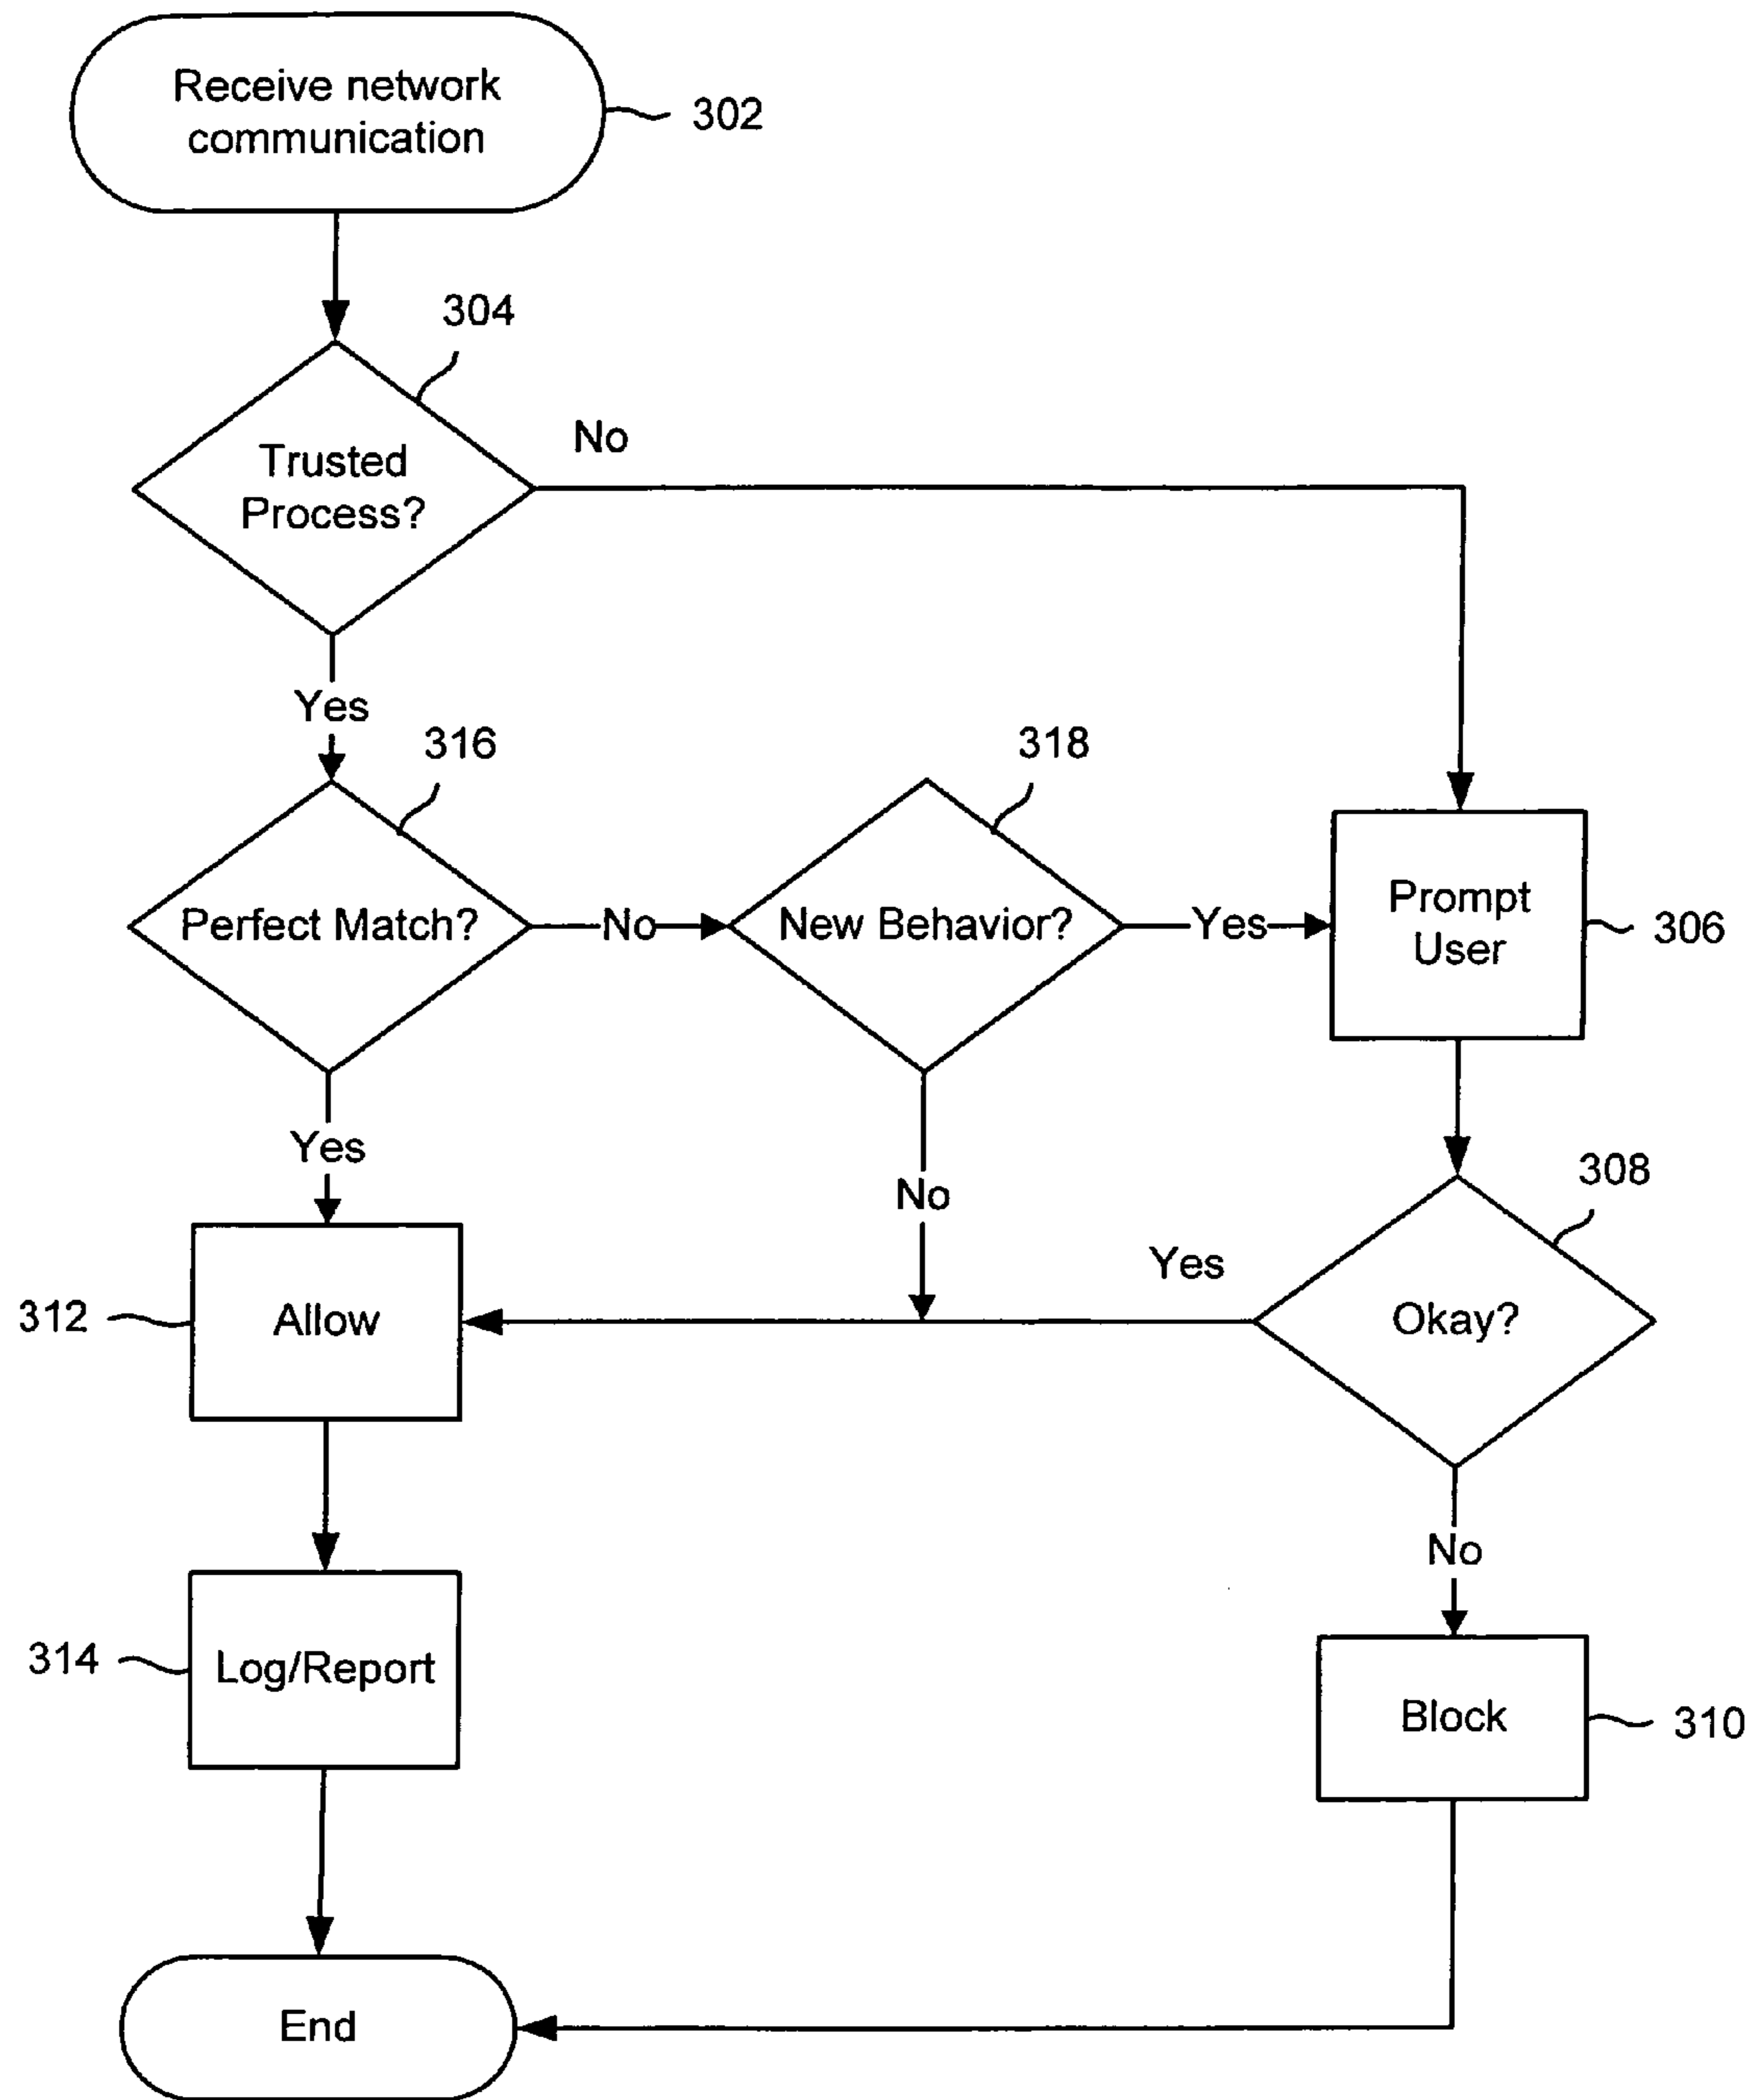 Receive network
communication
302
304
Trusted
Process?
No
Yes
316
318
Perfect Match?
No
New Behavior?
Yes
Prompt
User
306
Yes
No
308
Yes
312
Allow
Okay?
No
314
Log/Report
Block
310
End